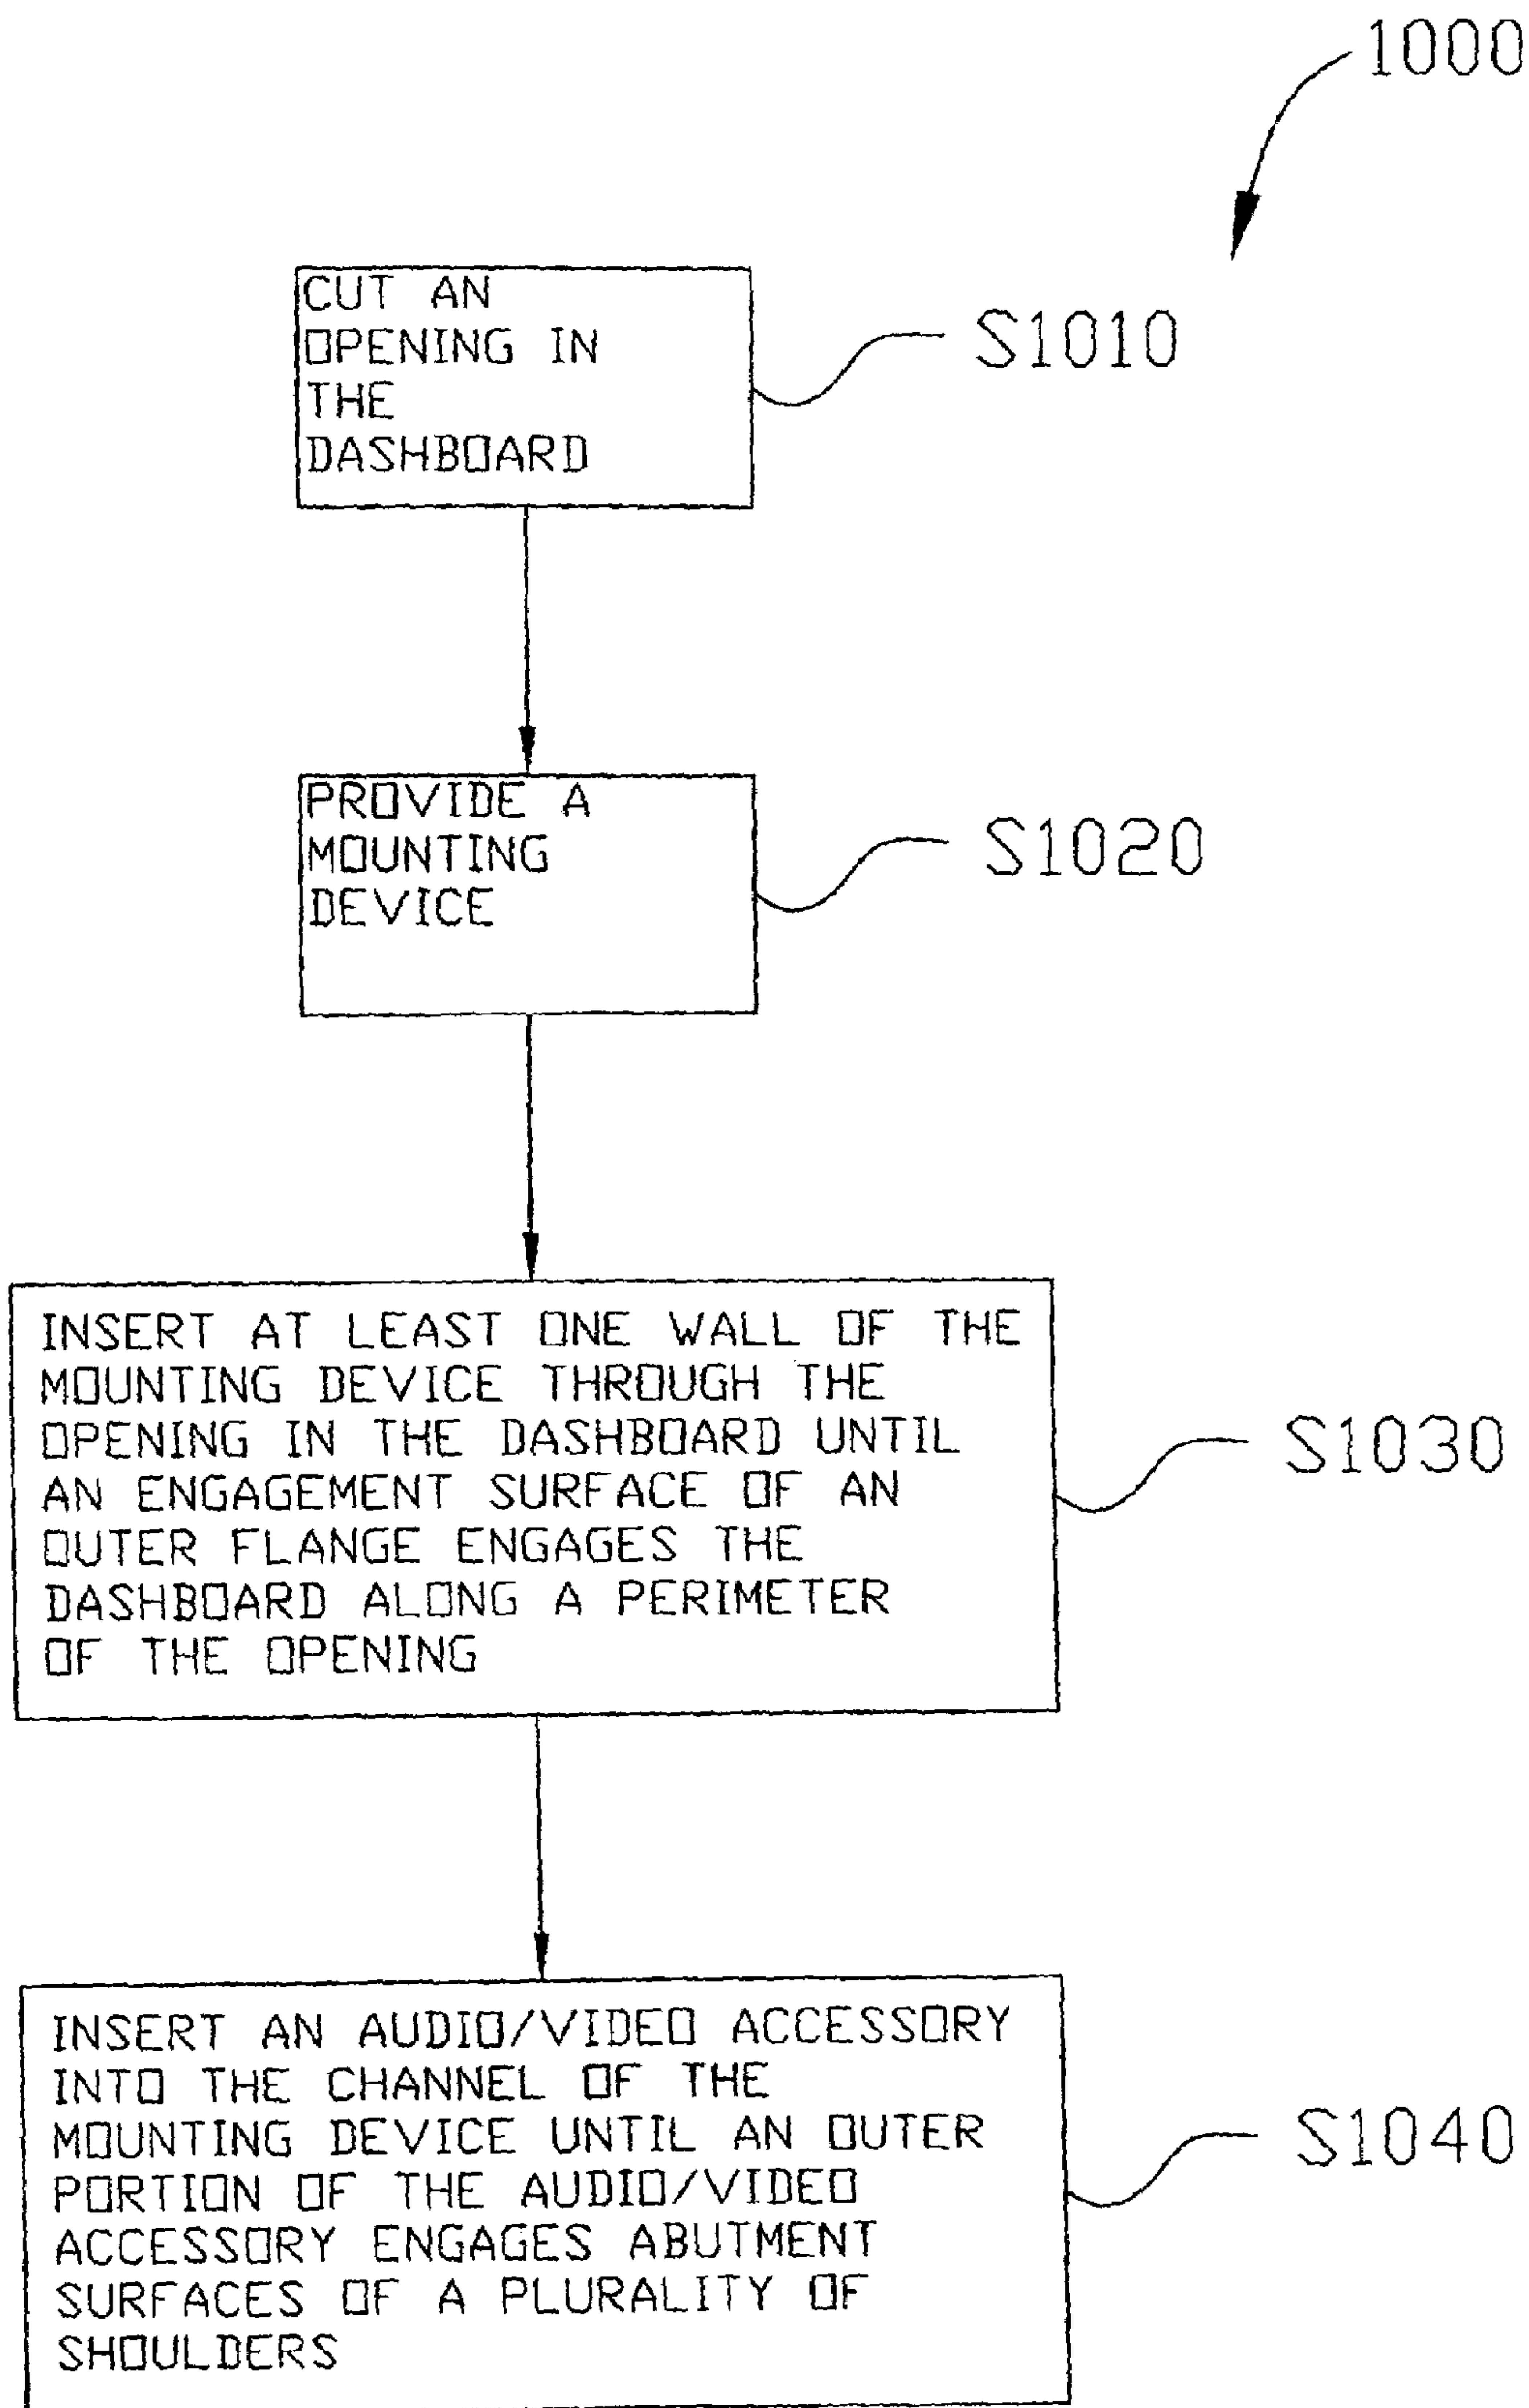 1000
CUT AN
OPENING IN
THE
DASHBOARD
S1010
PROVIDE A
MOUNTING
DEVICE
S1020
INSERT AT LEAST ONE WALL OF THE
MOUNTING DEVICE THROUGH THE
OPENING IN THE DASHBOARD UNTIL
AN ENGAGEMENT SURFACE OF AN
OUTER FLANGE ENGAGES THE
DASHBOARD ALONG A PERIMETER
OF THE OPENING
S1030
INSERT AN AUDIO/VIDEO ACCESSORY
INTO THE CHANNEL OF THE
MOUNTING DEVICE UNTIL AN OUTER
PORTION OF THE AUDIO/VIDEO
ACCESSORY ENGAGES ABUTMENT
SURFACES OF A PLURALITY OF
SHOULDERS
S1040